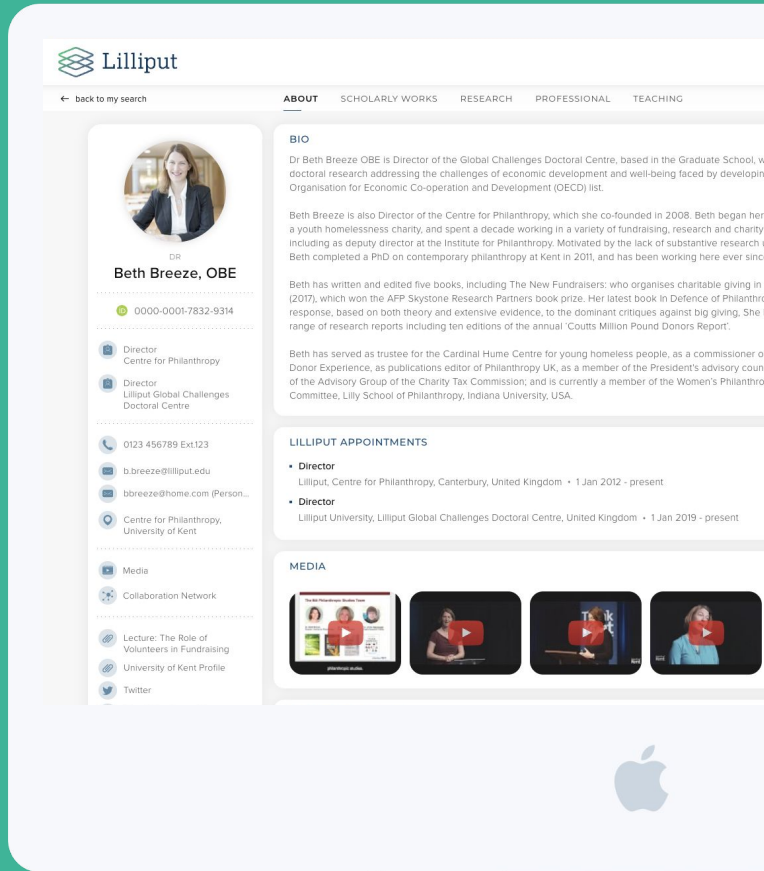 Lilliput
← back to my search
ABOUT SCHOLARLY WORKS RESEARCH PROFESSIONAL TEACHING
DR
Beth Breeze, OBE
0000-0001-7832-9314
Director
Centre for Philanthropy
Director
Lilliput Global Challenges
Doctoral Centre
0123 456789 Ext.123
b.breeze@lilliput.edu
bbreeze@home.com (Person...
Centre for Philanthropy,
University of Kent
Media
Collaboration Network
Lecture: The Role of
Volunteers in Fundraising
University of Kent Profile
Twitter
BIO
Dr Beth Breeze OBE is Director of the Global Challenges Doctoral Centre, based in the Graduate School, w
doctoral research addressing the challenges of economic development and well-being faced by developin
Organisation for Economic Co-operation and Development (OECD) list.
Beth Breeze is also Director of the Centre for Philanthropy, which she co-founded in 2008. Beth began her
a youth homelessness charity, and spent a decade working in a variety of fundraising, research and charity
including as deputy director at the Institute for Philanthropy. Motivated by the lack of substantive research
Beth completed a PhD on contemporary philanthropy at Kent in 2011, and has been working here ever sinc
Beth has written and edited five books, including The New Fundraisers: who organises charitable giving in
(2017), which won the AFP Skystone Research Partners book prize. Her latest book In Defence of Philanthro
response, based on both theory and extensive evidence, to the dominant critiques against big giving. She
range of research reports including ten editions of the annual 'Coutts Million Pound Donors Report'.
Beth has served as trustee for the Cardinal Hume Centre for young homeless people, as a commissioner o
Donor Experience, as publications editor of Philanthropy UK, as a member of the President's advisory coun
of the Advisory Group of the Charity Tax Commission; and is currently a member of the Women's Philanthro
Committee, Lilly School of Philanthropy, Indiana University, USA.
LILLIPUT APPOINTMENTS
• Director
Lilliput, Centre for Philanthropy, Canterbury, United Kingdom • 1 Jan 2012 - present
• Director
Lilliput University, Lilliput Global Challenges Doctoral Centre, United Kingdom • 1 Jan 2019 - present
MEDIA
philanthropic studies